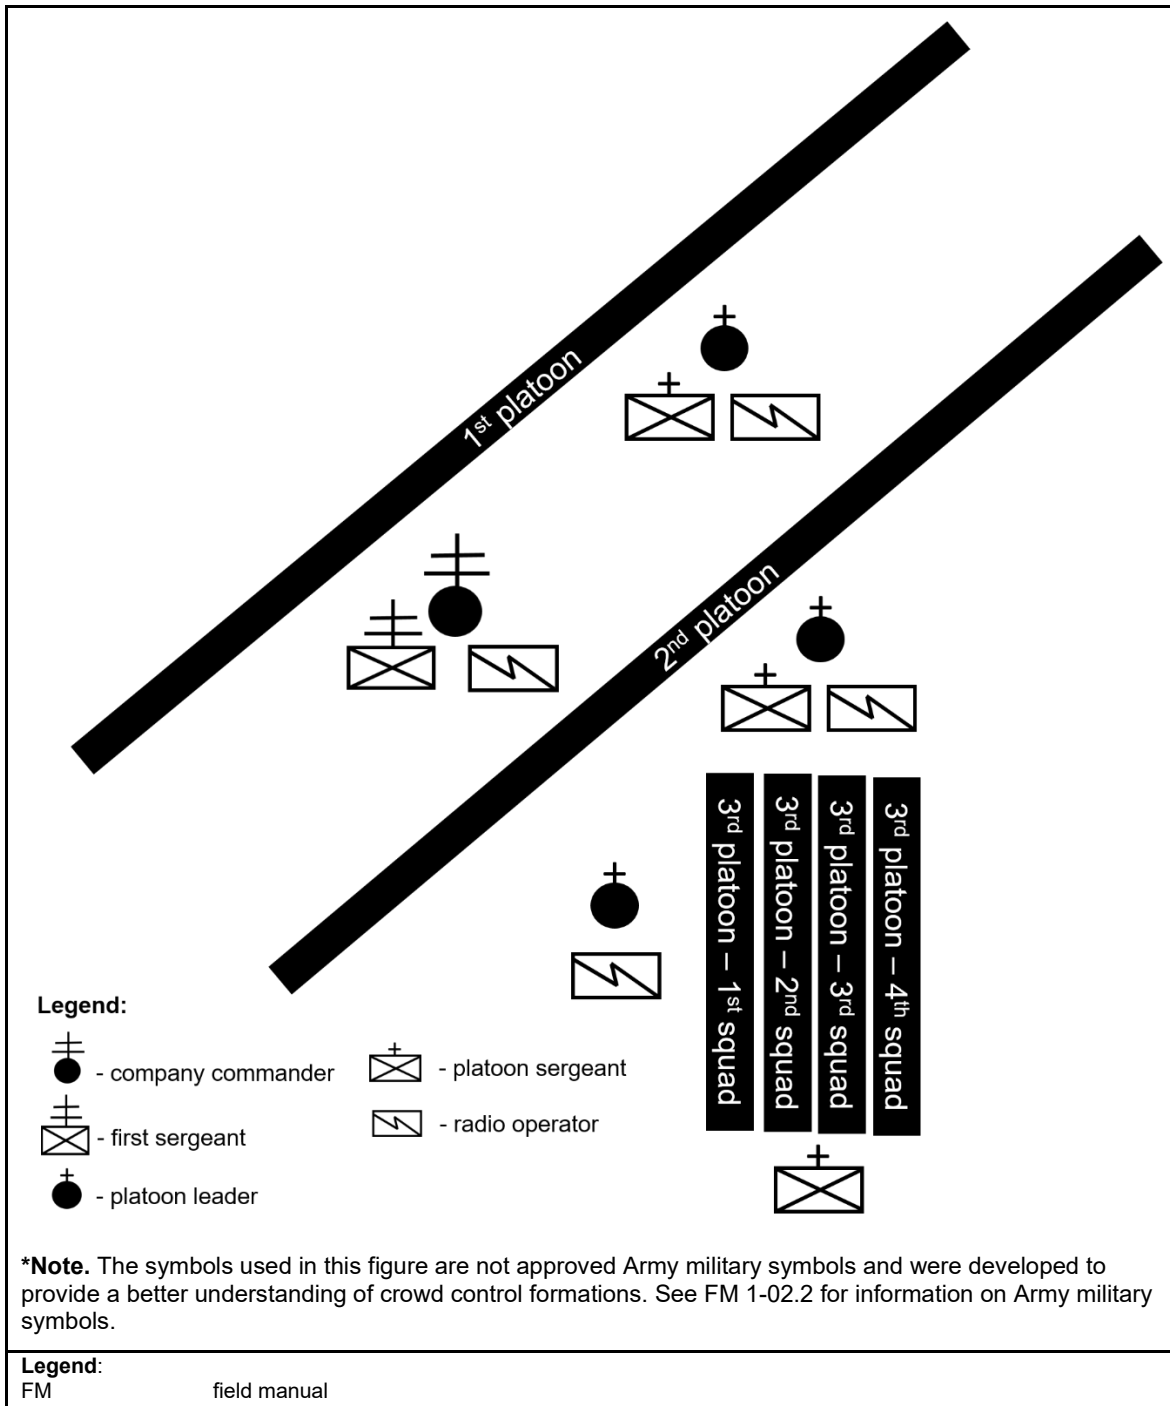 1st platoon
2nd platoon
3rd platoon – 1st squad
3rd platoon – 2nd squad
3rd platoon – 3rd squad
3rd platoon – 4th squad
Legend:
- company commander
- first sergeant
- platoon leader
- platoon sergeant
- radio operator
*Note. The symbols used in this figure are not approved Army military symbols and were developed to
provide a better understanding of crowd control formations. See FM 1-02.2 for information on Army military
symbols.
Legend:
FM field manual